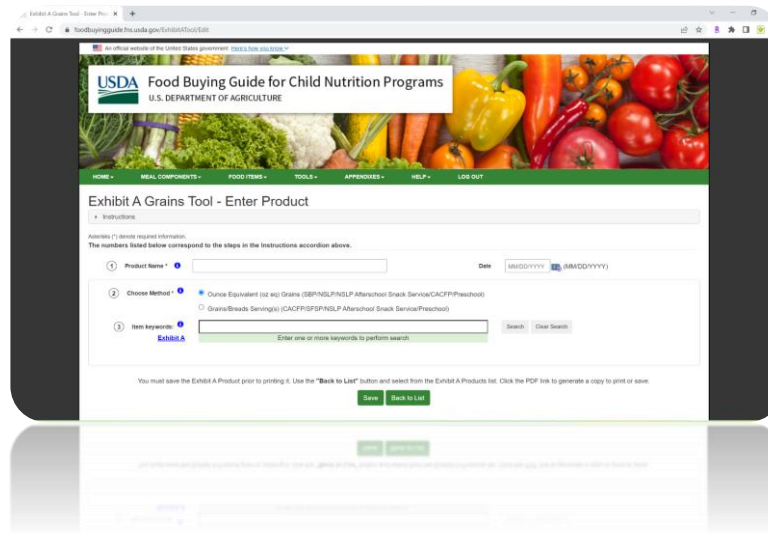 Exhibit A Grains Tool - Enter Pro
foodbuyingguide.fns.usda.gov/ExhibitATool/Edit
An official website of the United States government Here's how you know
USDA Food Buying Guide for Child Nutrition Programs
U.S. DEPARTMENT OF AGRICULTURE
HOME MEAL COMPONENTS FOOD ITEMS TOOLS APPENDIXES HELP LOG OUT
Exhibit A Grains Tool - Enter Product
Instructions
Asterisks (*) denote required information.
The numbers listed below correspond to the steps in the Instructions accordion above.
1 Product Name * Date MM/DD/YYYY (MM/DD/YYYY)
2 Choose Method * Ounce Equivalent (oz eq) Grains (SBP/NSLP/NSLP Afterschool Snack Service/CACFP/Preschool)
Grains/Breads Serving(s) (CACFP/SFSP/NSLP Afterschool Snack Service/Preschool)
3 Item keywords: Search Clear Search
Exhibit A Enter one or more keywords to perform search
You must save the Exhibit A Product prior to printing it. Use the "Back to List" button and select from the Exhibit A Products list. Click the PDF link to generate a copy to print or save.
Save Back to List